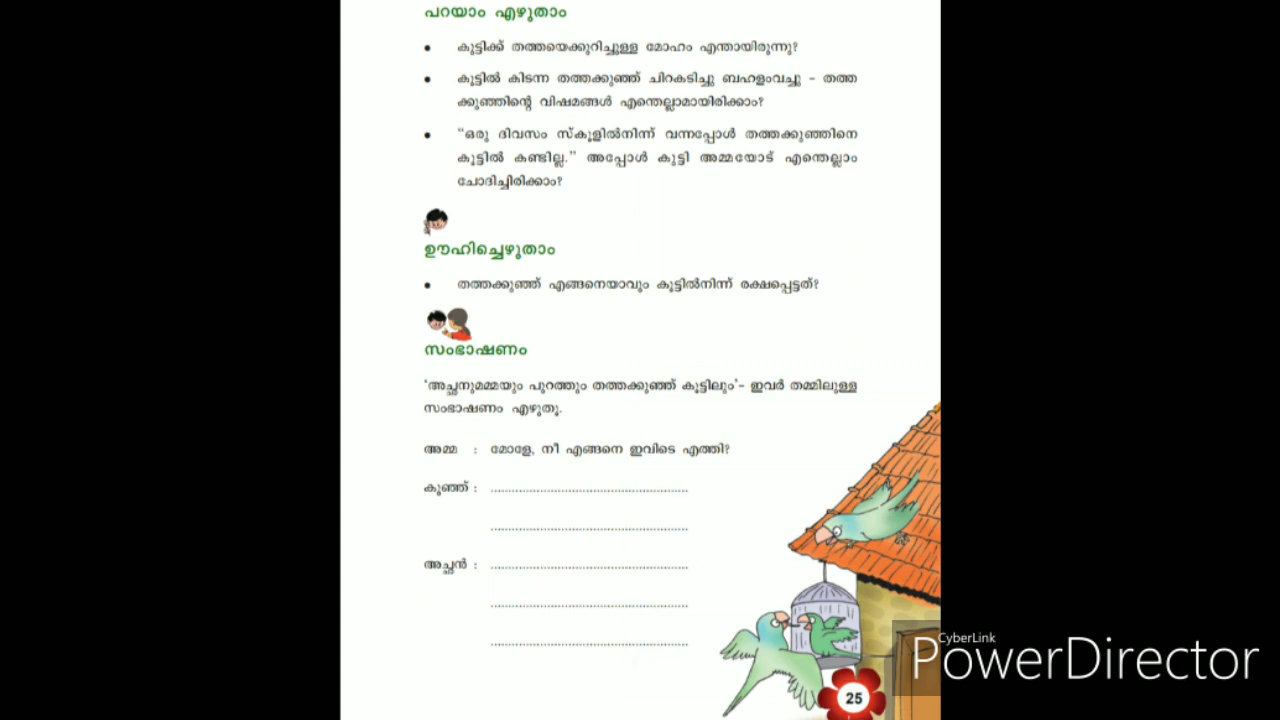 പറയാം എഴുതാം
• കുട്ടിക്ക് തത്തയെക്കുറിച്ചുള്ള മോഹം എന്തായിരുന്നു?
• കൂട്ടിൽ കിടന്ന തത്തക്കുഞ്ഞ് ചിറകടിച്ചു ബഹളംവച്ചു - തത്ത
ക്കുഞ്ഞിന്റെ വിഷമങ്ങൾ എന്തെല്ലാമായിരിക്കാം?
• “ഒരു ദിവസം സ്കൂളിൽനിന്ന് വന്നപ്പോൾ തത്തക്കുഞ്ഞിനെ
കൂട്ടിൽ കണ്ടില്ല.” അപ്പോൾ കുട്ടി അമ്മയോട് എന്തെല്ലാം
ചോദിച്ചിരിക്കാം?
ഊഹിച്ചെഴുതാം
• തത്തക്കുഞ്ഞ് എങ്ങനെയാവും കൂട്ടിൽനിന്ന് രക്ഷപ്പെട്ടത്?
സംഭാഷണം
‘അച്ഛനുമമ്മയും പുറത്തും തത്തക്കുഞ്ഞ് കൂട്ടിലും’- ഇവർ തമ്മിലുള്ള
സംഭാഷണം എഴുതൂ.
അമ്മ : മോളേ, നീ എങ്ങനെ ഇവിടെ എത്തി?
കുഞ്ഞ് : ........................................................
........................................................
അച്ഛൻ : ........................................................
........................................................
........................................................
25
CyberLink
PowerDirector